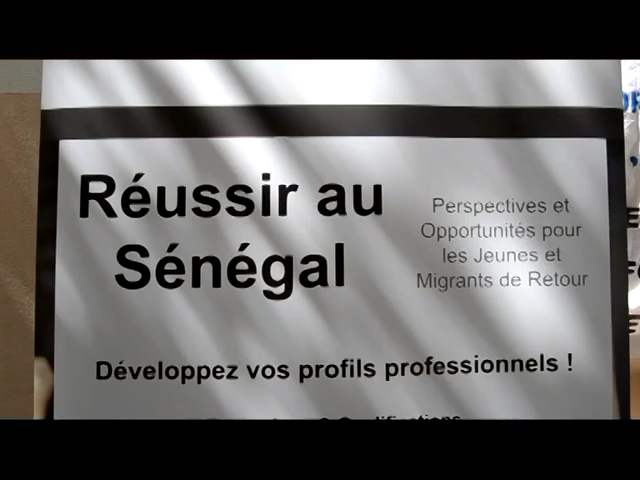 Réussir au
Sénégal
Perspectives et
Opportunités pour
les Jeunes et
Migrants de Retour
Développez vos profils professionnels !